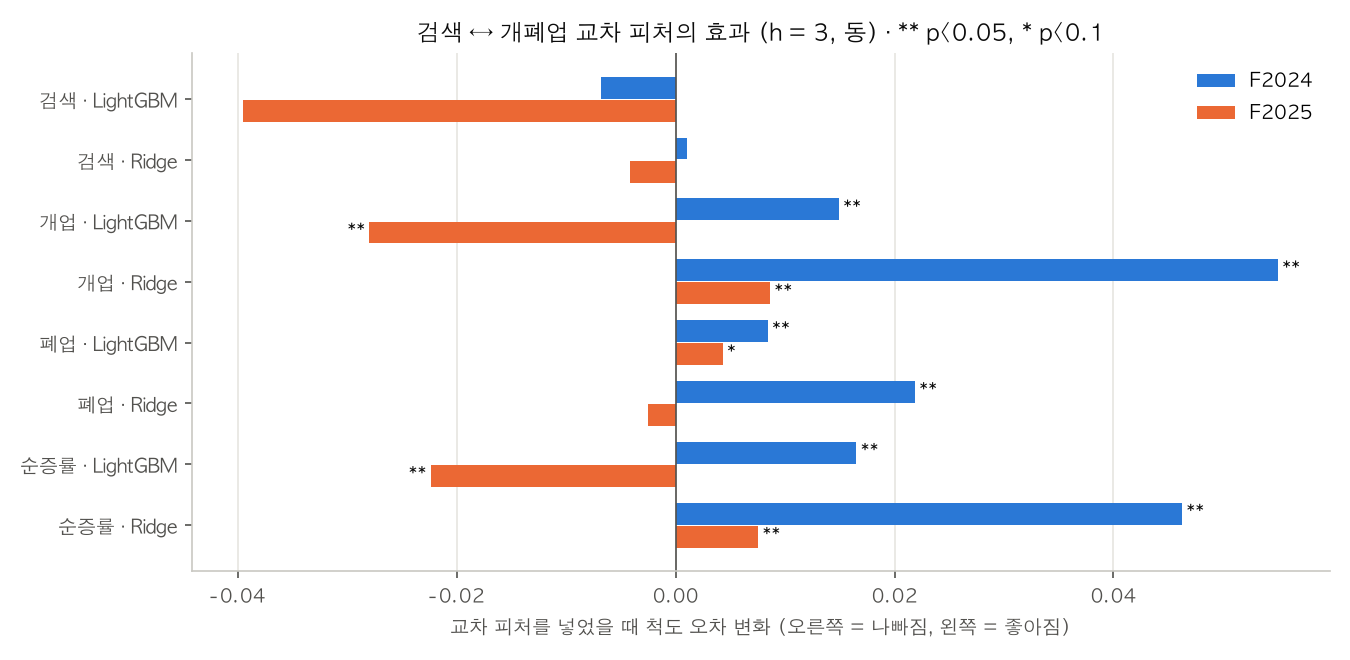 검색 ↔ 개폐업 교차 피처의 효과 (h = 3, 동) · ** p<0.05, * p<0.1
F2024
F2025
검색 · LightGBM
검색 · Ridge
개업 · LightGBM
**
**
개업 · Ridge
**
**
폐업 · LightGBM
**
*
폐업 · Ridge
**
순증률 · LightGBM
**
**
순증률 · Ridge
**
**
-0.04 -0.02 0.00 0.02 0.04
교차 피처를 넣었을 때 척도 오차 변화 (오른쪽 = 나빠짐, 왼쪽 = 좋아짐)